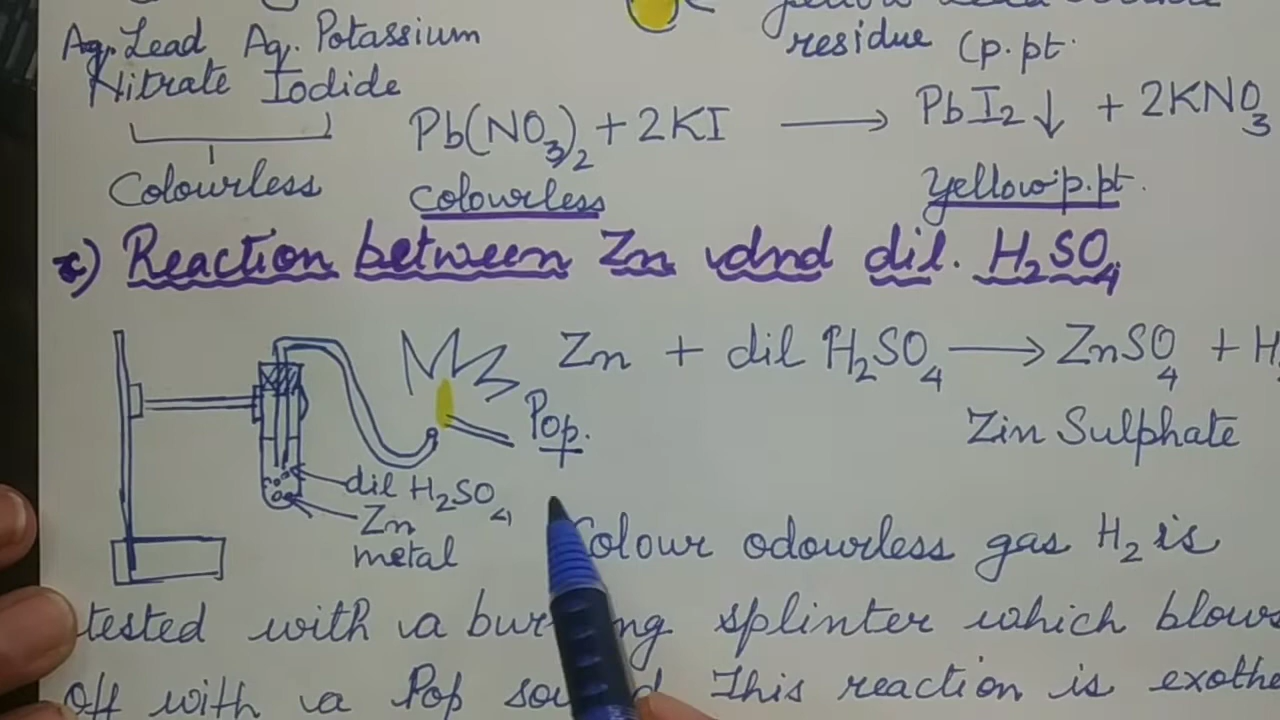 Aq. Lead Aq. Potassium
Nitrate Iodide
residue (p.pt.
Pb(NO3)2 + 2KI → PbI2↓ + 2KNO3
Colourless
colourless
yellow p.pt.
c) Reaction between Zn and dil. H2SO4
Zn + dil H2SO4 → ZnSO4 + H
Zin Sulphate
Pop.
dil H2SO4
Zn
metal
Colour odourless gas H2 is
tested with a burning splinter which blows
off with a Pop sound This reaction is exothe